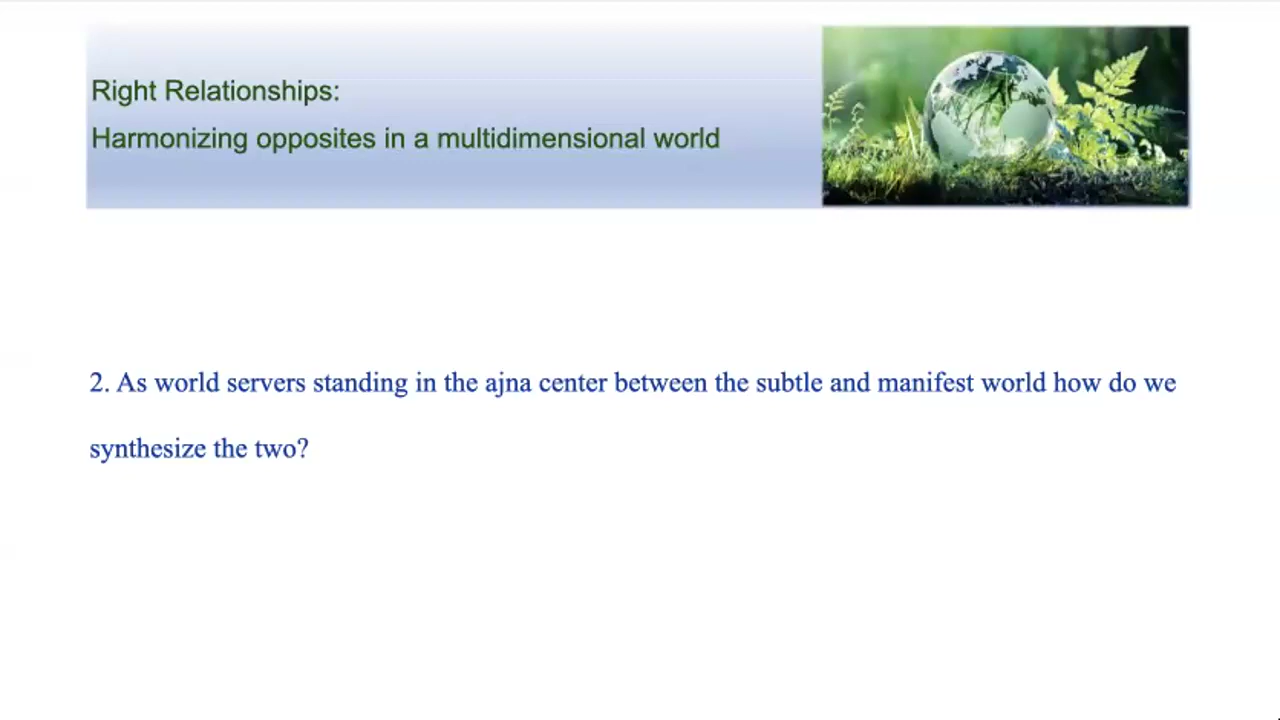 Right Relationships:
Harmonizing opposites in a multidimensional world
2. As world servers standing in the ajna center between the subtle and manifest world how do we
synthesize the two?